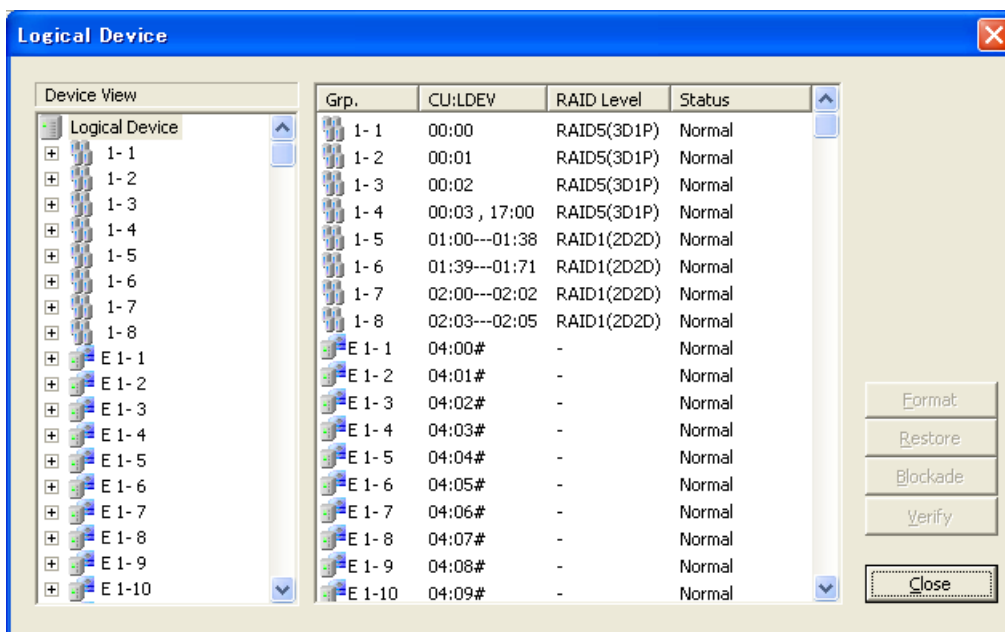 Logical Device
Device View
Logical Device
1- 1
1- 2
1- 3
1- 4
1- 5
1- 6
1- 7
1- 8
E 1- 1
E 1- 2
E 1- 3
E 1- 4
E 1- 5
E 1- 6
E 1- 7
E 1- 8
E 1- 9
E 1-10
Grp. CU:LDEV RAID Level Status
1- 1 00:00 RAID5(3D1P) Normal
1- 2 00:01 RAID5(3D1P) Normal
1- 3 00:02 RAID5(3D1P) Normal
1- 4 00:03 , 17:00 RAID5(3D1P) Normal
1- 5 01:00---01:38 RAID1(2D2D) Normal
1- 6 01:39---01:71 RAID1(2D2D) Normal
1- 7 02:00---02:02 RAID1(2D2D) Normal
1- 8 02:03---02:05 RAID1(2D2D) Normal
E 1- 1 04:00# - Normal
E 1- 2 04:01# - Normal
E 1- 3 04:02# - Normal
E 1- 4 04:03# - Normal
E 1- 5 04:04# - Normal
E 1- 6 04:05# - Normal
E 1- 7 04:06# - Normal
E 1- 8 04:07# - Normal
E 1- 9 04:08# - Normal
E 1-10 04:09# - Normal
Format
Restore
Blockade
Verify
Close